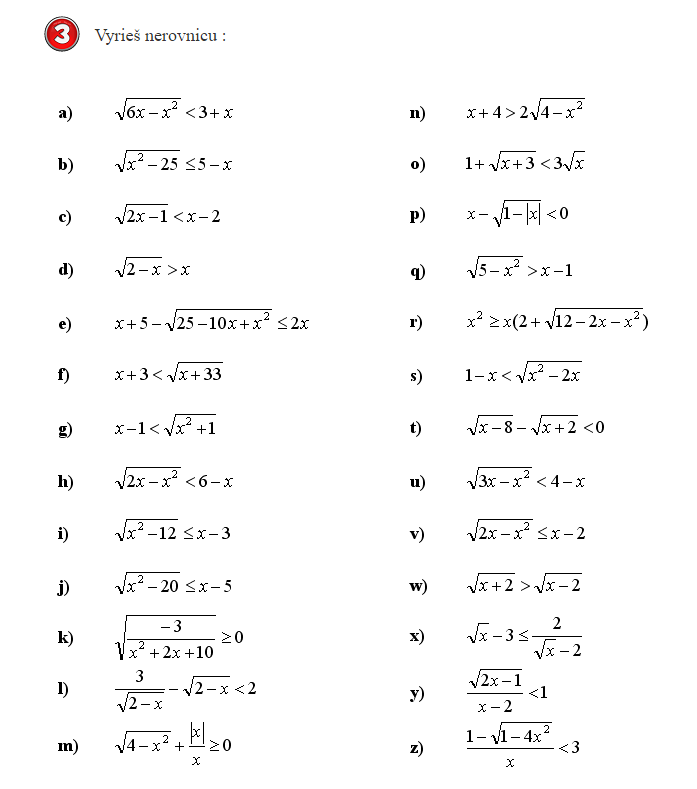 3 Vyrieš nerovnicu :
a) √(6x − x²) < 3 + x
b) √(x² − 25) ≤ 5 − x
c) √(2x − 1) < x − 2
d) √(2 − x) > x
e) x + 5 − √(25 − 10x + x²) ≤ 2x
f) x + 3 < √(x + 33)
g) x − 1 < √(x² + 1)
h) √(2x − x²) < 6 − x
i) √(x² − 12) ≤ x − 3
j) √(x² − 20) ≤ x − 5
k) √(−3/(x² + 2x + 10)) ≥ 0
l) 3/√(2 − x) − √(2 − x) < 2
m) √(4 − x²) + |x|/x ≥ 0
n) x + 4 > 2√(4 − x²)
o) 1 + √(x + 3) < 3√x
p) x − √(1 − |x|) < 0
q) √(5 − x²) > x − 1
r) x² ≥ x(2 + √(12 − 2x − x²))
s) 1 − x < √(x² − 2x)
t) √(x − 8) − √(x + 2) < 0
u) √(3x − x²) < 4 − x
v) √(2x − x²) ≤ x − 2
w) √(x + 2) > √(x − 2)
x) √x − 3 ≤ 2/(√x − 2)
y) √(2x − 1)/(x − 2) < 1
z) (1 − √(1 − 4x²))/x < 3